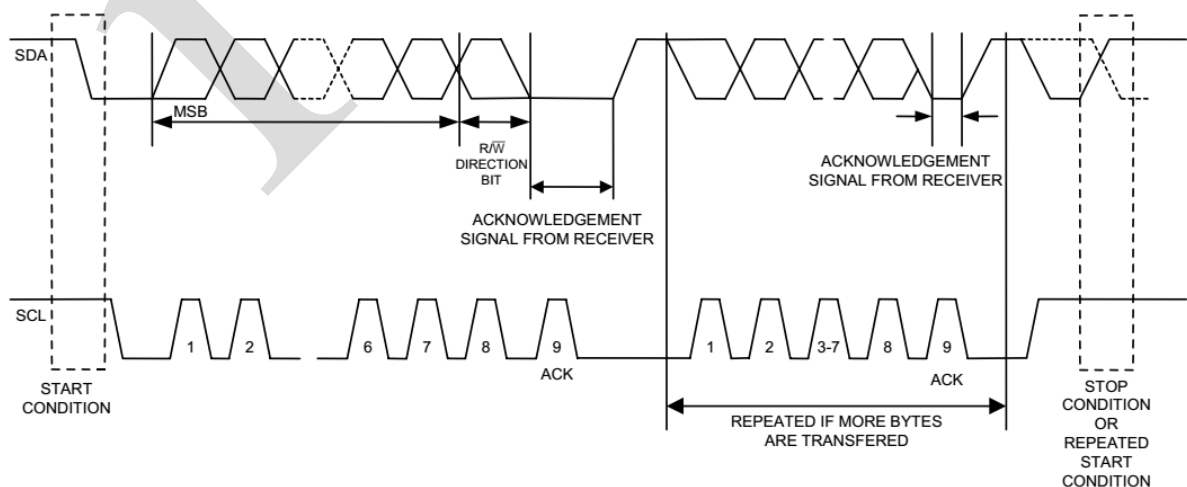 SDA
MSB
R/W̅
DIRECTION
BIT
ACKNOWLEDGEMENT
SIGNAL FROM RECEIVER
ACKNOWLEDGEMENT
SIGNAL FROM RECEIVER
SCL
1 2 6 7 8 9 1 2 3-7 8 9
ACK ACK
START
CONDITION
REPEATED IF MORE BYTES
ARE TRANSFERED
STOP
CONDITION
OR
REPEATED
START
CONDITION